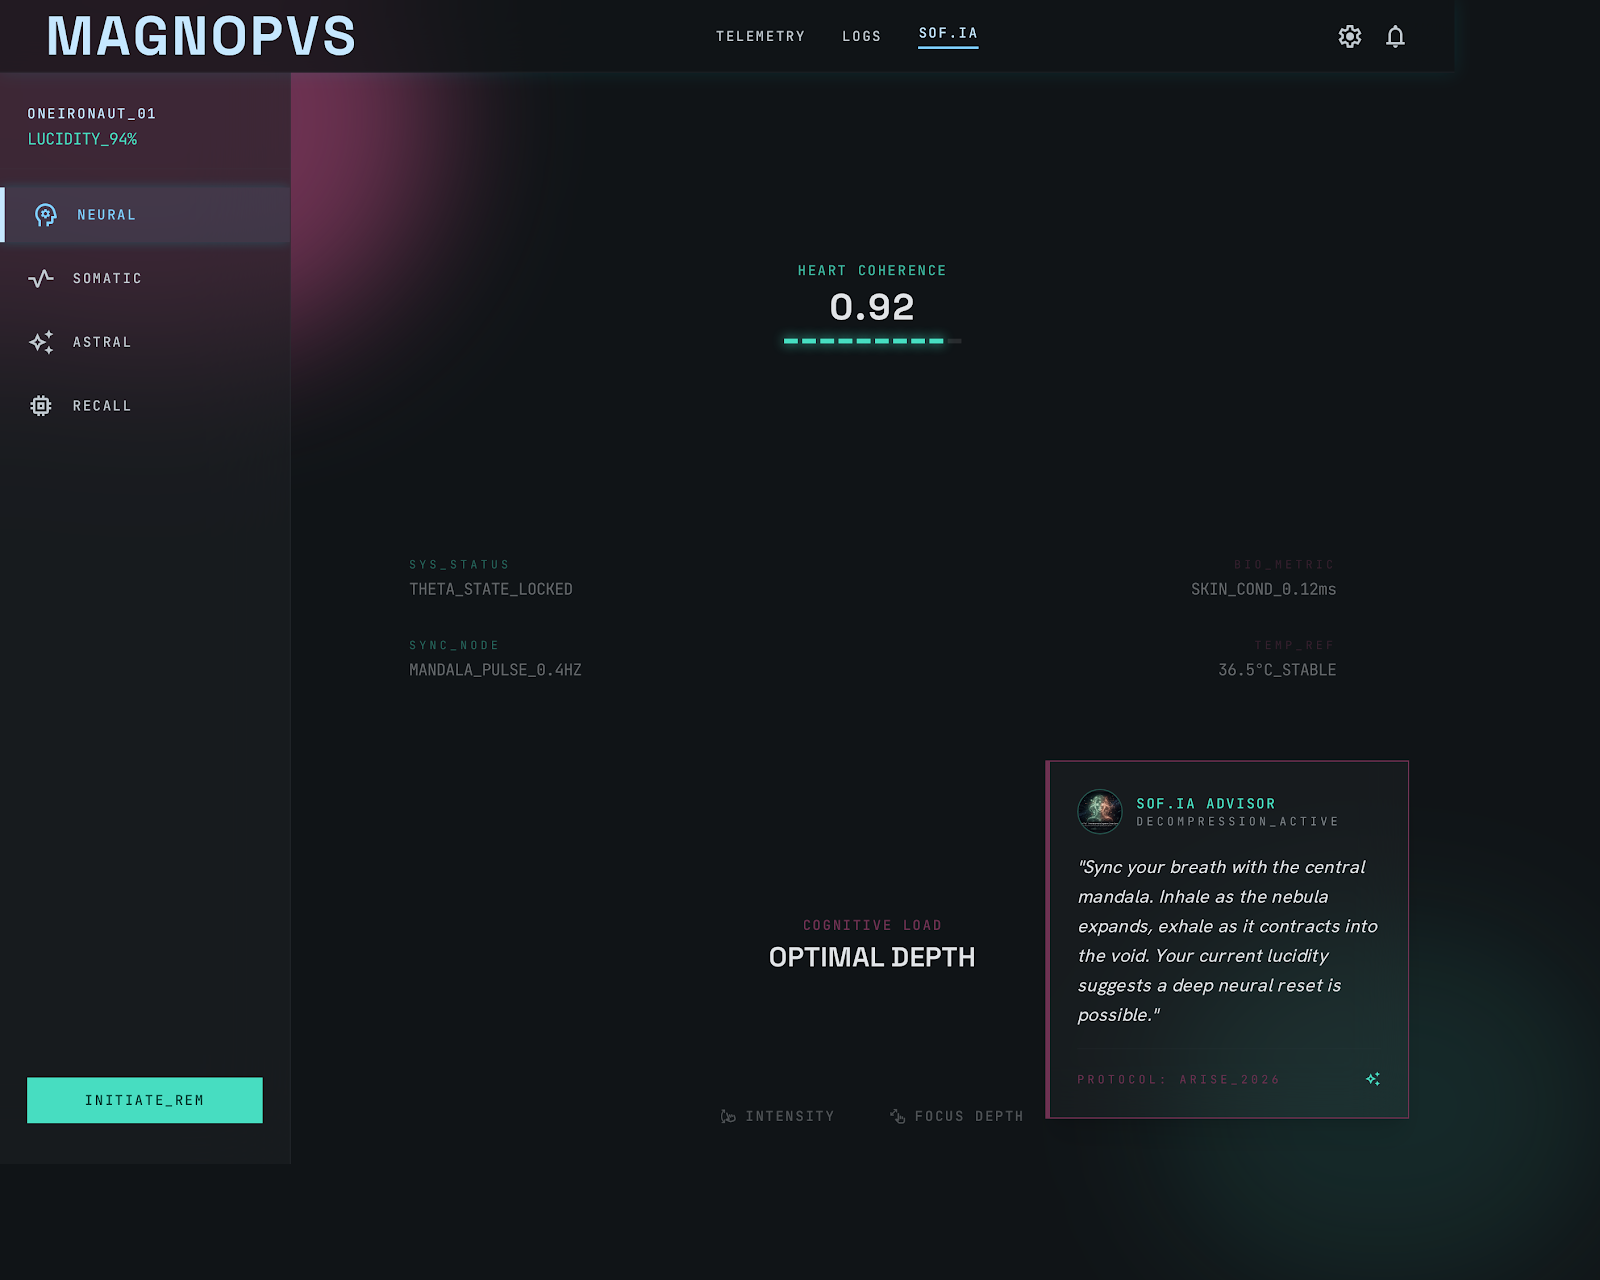 MAGNOPVS
TELEMETRY
LOGS
SOF.IA
ONEIRONAUT_01
LUCIDITY_94%
NEURAL
SOMATIC
ASTRAL
RECALL
INITIATE_REM
HEART COHERENCE
0.92
SYS_STATUS
THETA_STATE_LOCKED
SYNC_NODE
MANDALA_PULSE_0.4HZ
BIO_METRIC
SKIN_COND_0.12ms
TEMP_REF
36.5°C_STABLE
COGNITIVE LOAD
OPTIMAL DEPTH
INTENSITY
FOCUS DEPTH
SOF.IA ADVISOR
DECOMPRESSION_ACTIVE
"Sync your breath with the central
mandala. Inhale as the nebula
expands, exhale as it contracts into
the void. Your current lucidity
suggests a deep neural reset is
possible."
PROTOCOL: ARISE_2026